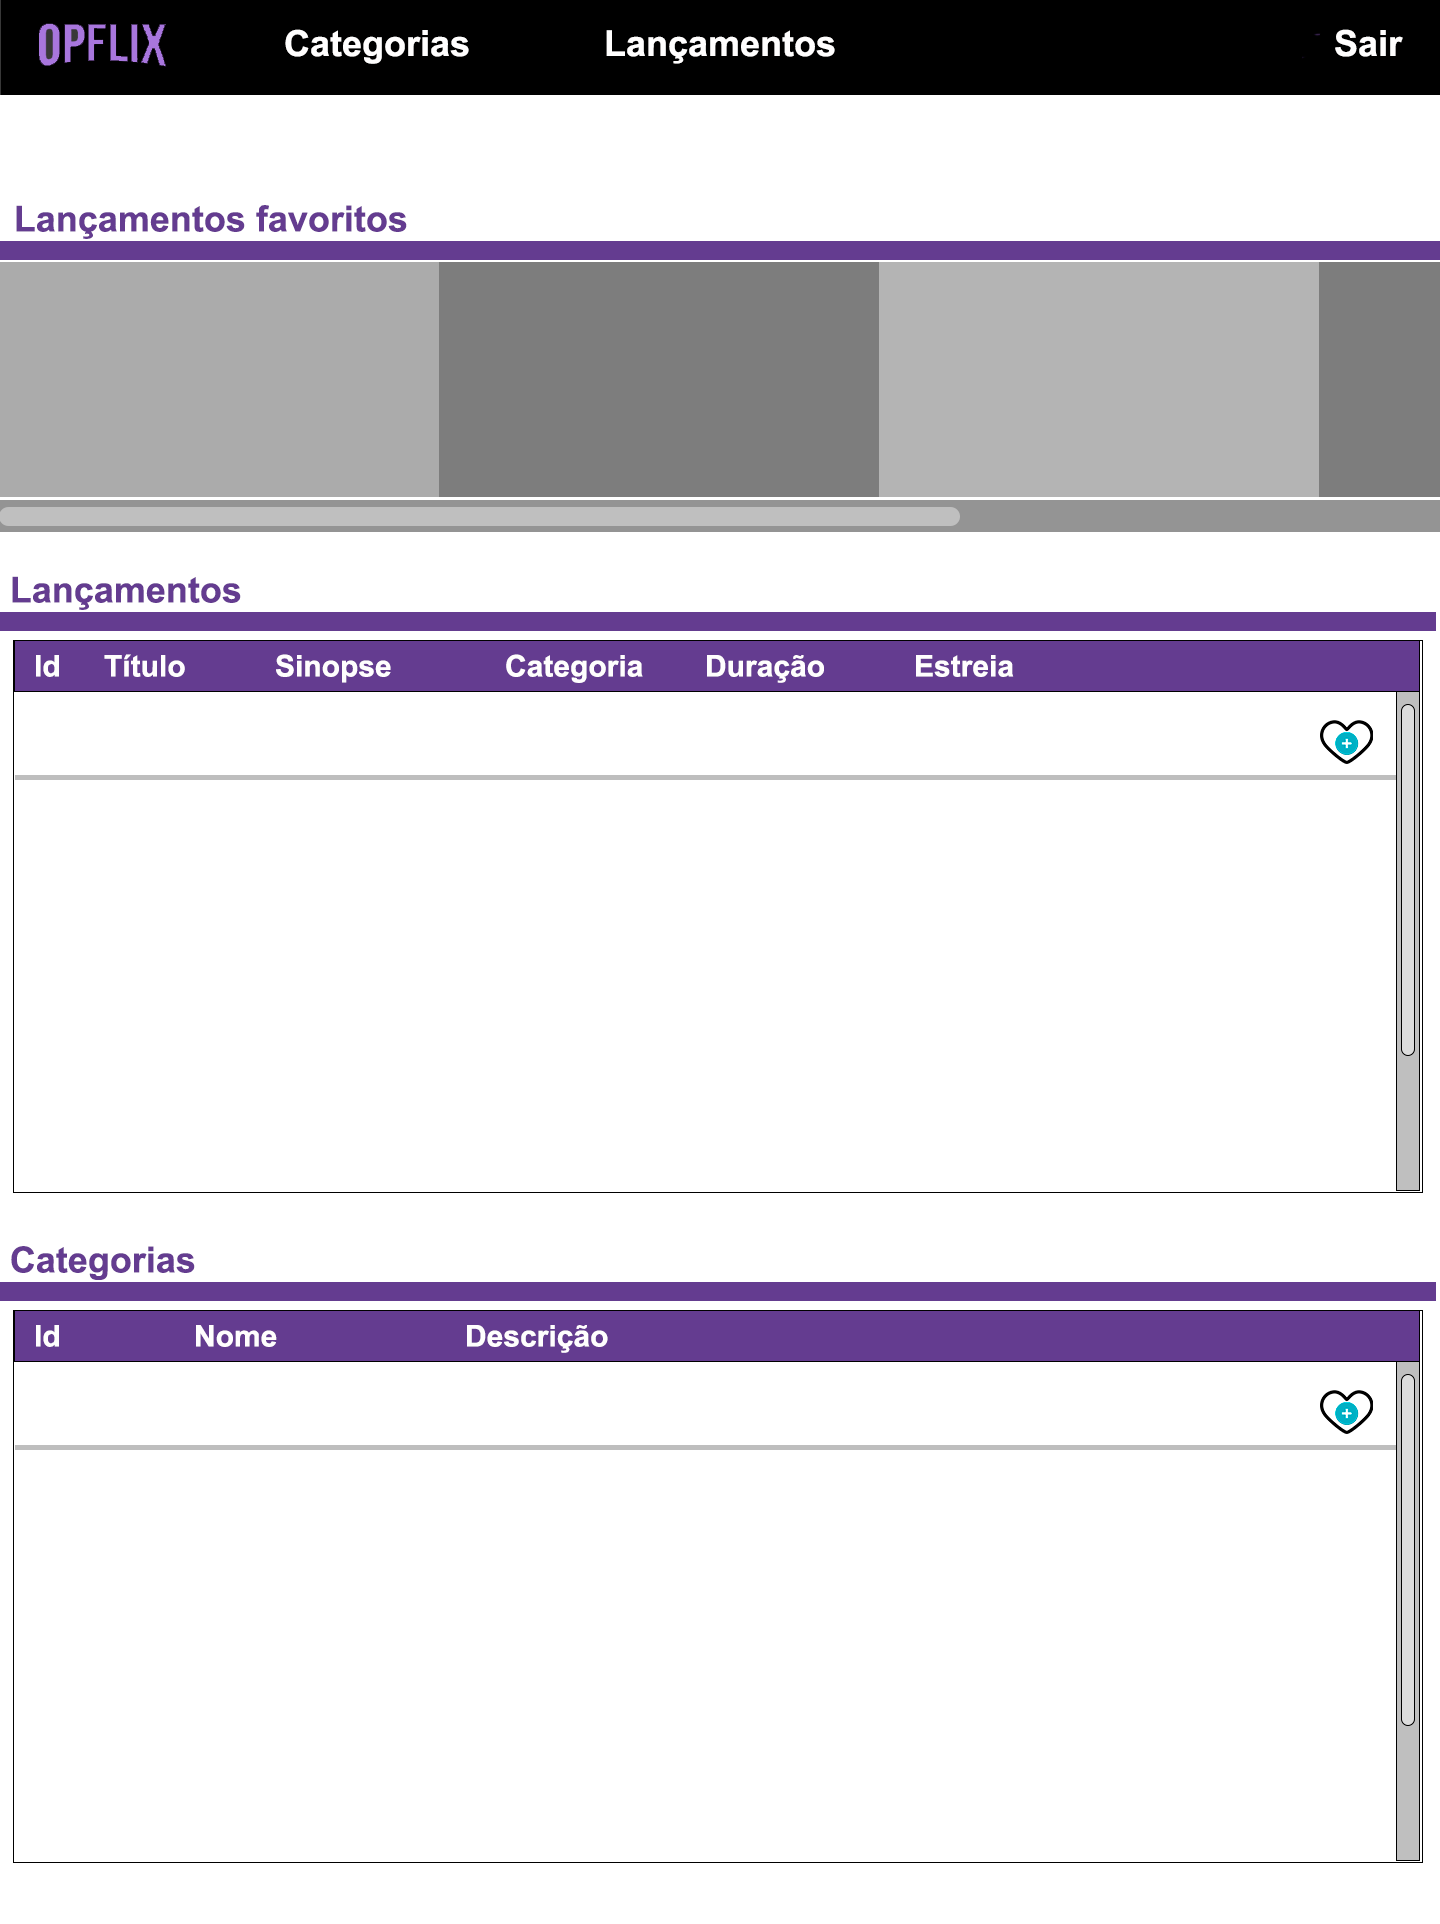 OPFLIX Categorias Lançamentos Sair
Lançamentos favoritos
Lançamentos
Id Título Sinopse Categoria Duração Estreia
Categorias
Id Nome Descrição